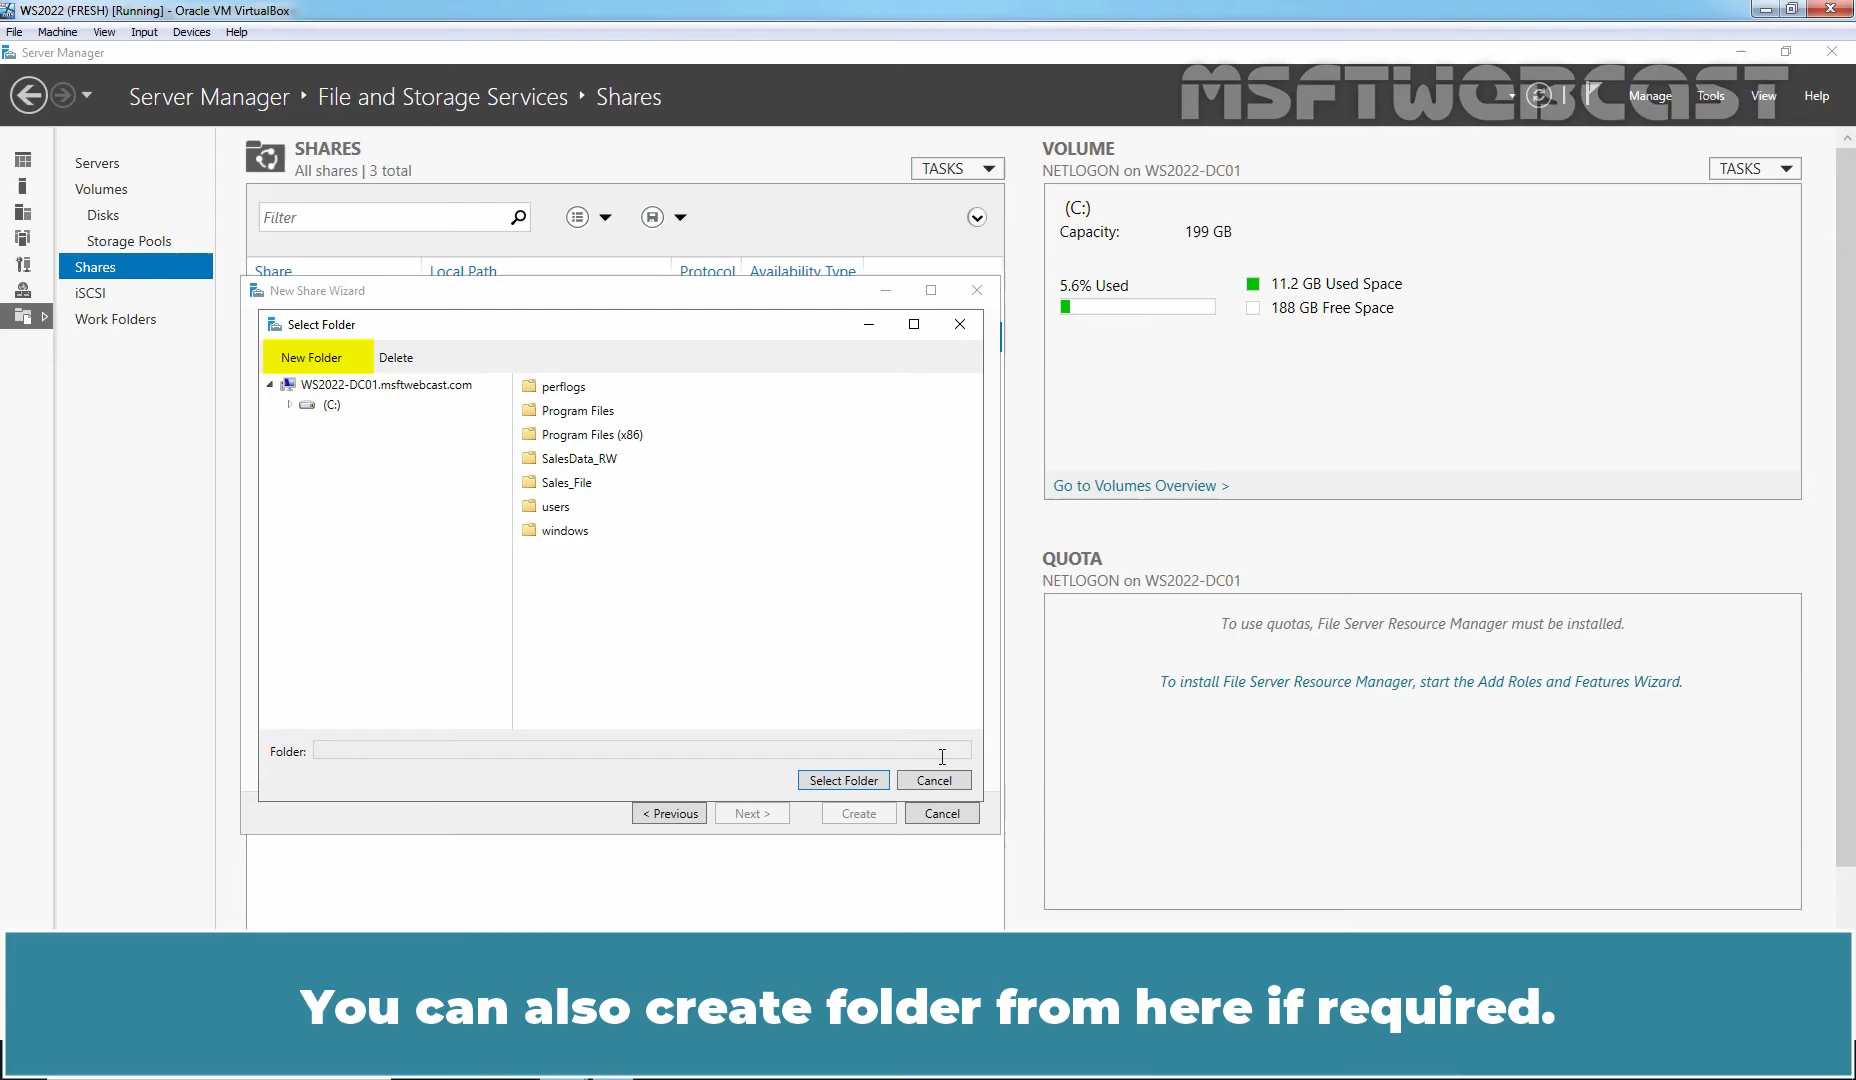 WS2022 (FRESH) [Running] - Oracle VM VirtualBox
File Machine View Input Devices Help
Server Manager
Server Manager ‣ File and Storage Services ‣ Shares
MSFTWEBCAST
Manage Tools View Help
Servers
Volumes
Disks
Storage Pools
Shares
iSCSI
Work Folders
SHARES
All shares | 3 total
TASKS
Filter
Share Local Path Protocol Availability Type
New Share Wizard
Select Folder
New Folder Delete
WS2022-DC01.msftwebcast.com
(C:)
perflogs
Program Files
Program Files (x86)
SalesData_RW
Sales_File
users
windows
Folder:
Select Folder Cancel
< Previous Next > Create Cancel
VOLUME
NETLOGON on WS2022-DC01
TASKS
(C:)
Capacity: 199 GB
5.6% Used
11.2 GB Used Space
188 GB Free Space
Go to Volumes Overview >
QUOTA
NETLOGON on WS2022-DC01
To use quotas, File Server Resource Manager must be installed.
To install File Server Resource Manager, start the Add Roles and Features Wizard.
You can also create folder from here if required.